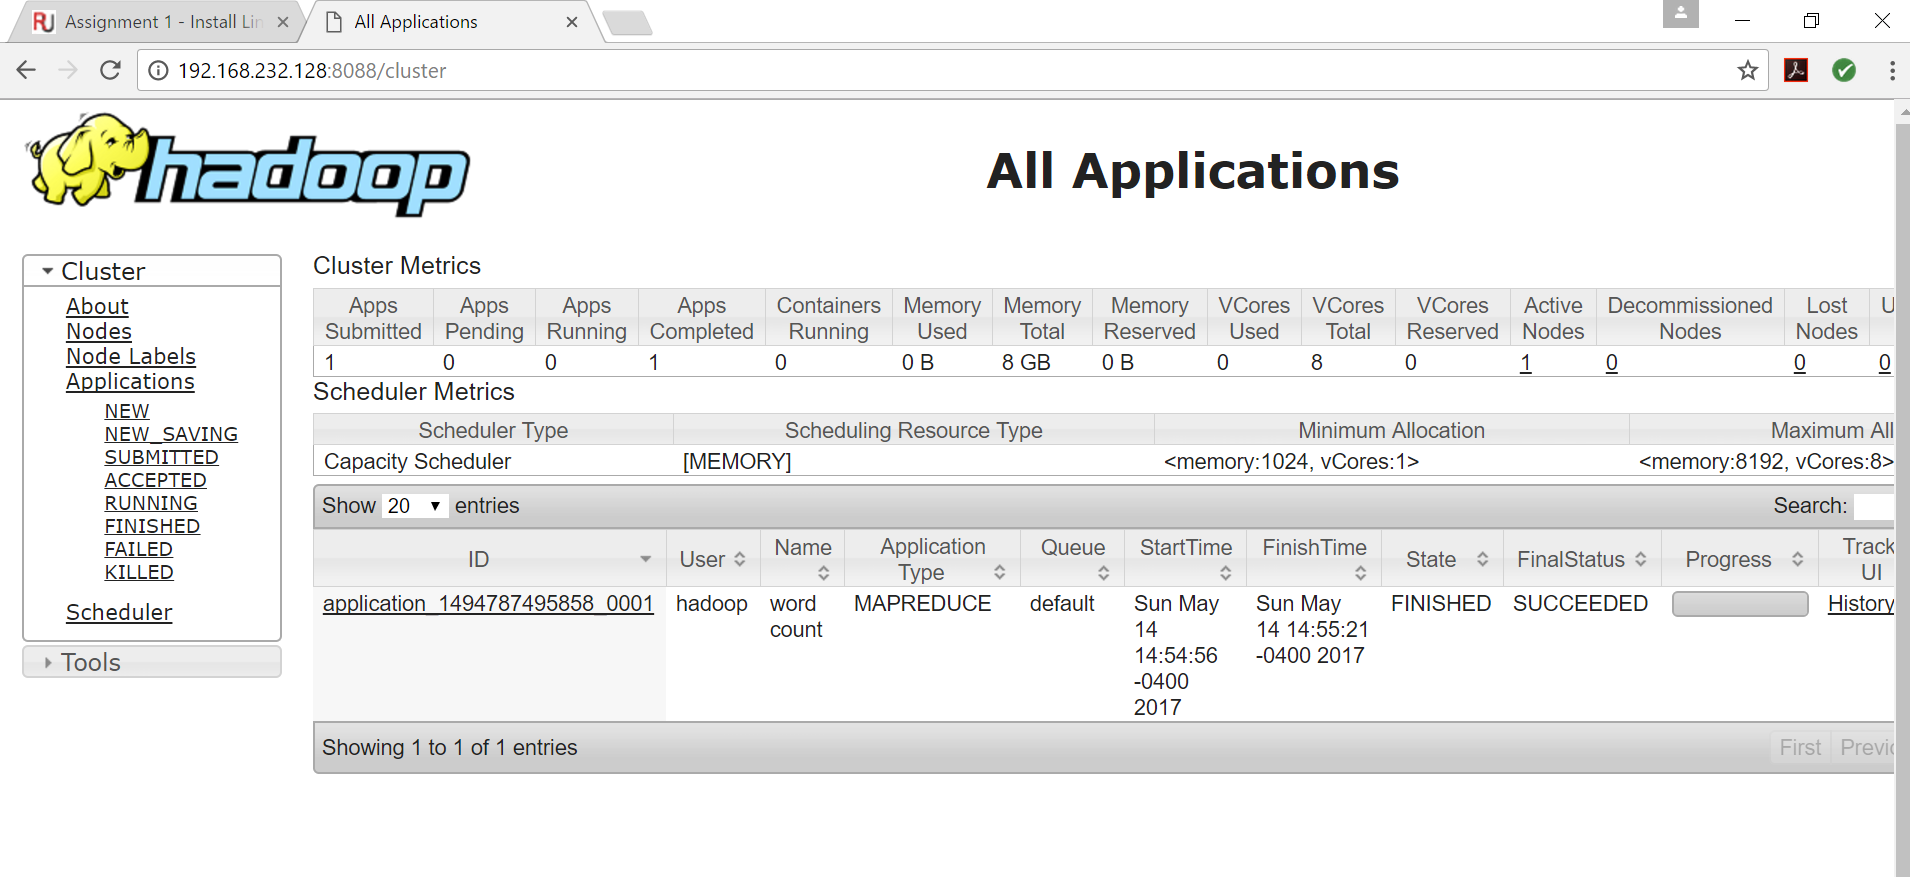 Assignment 1 - Install Lin
All Applications
192.168.232.128:8088/cluster
hadoop
All Applications
Cluster
About
Nodes
Node Labels
Applications
NEW
NEW_SAVING
SUBMITTED
ACCEPTED
RUNNING
FINISHED
FAILED
KILLED
Scheduler
Tools
Cluster Metrics
Apps Submitted Apps Pending Apps Running Apps Completed Containers Running Memory Used Memory Total Memory Reserved VCores Used VCores Total VCores Reserved Active Nodes Decommissioned Nodes Lost Nodes U
1 0 0 1 0 0 B 8 GB 0 B 0 8 0 1 0 0 0
Scheduler Metrics
Scheduler Type Scheduling Resource Type Minimum Allocation Maximum All
Capacity Scheduler [MEMORY] <memory:1024, vCores:1> <memory:8192, vCores:8>
Show 20 entries Search:
ID User Name Application Type Queue StartTime FinishTime State FinalStatus Progress Track UI
application_1494787495858_0001 hadoop word count MAPREDUCE default Sun May 14 14:54:56 -0400 2017 Sun May 14 14:55:21 -0400 2017 FINISHED SUCCEEDED History
Showing 1 to 1 of 1 entries First Previo